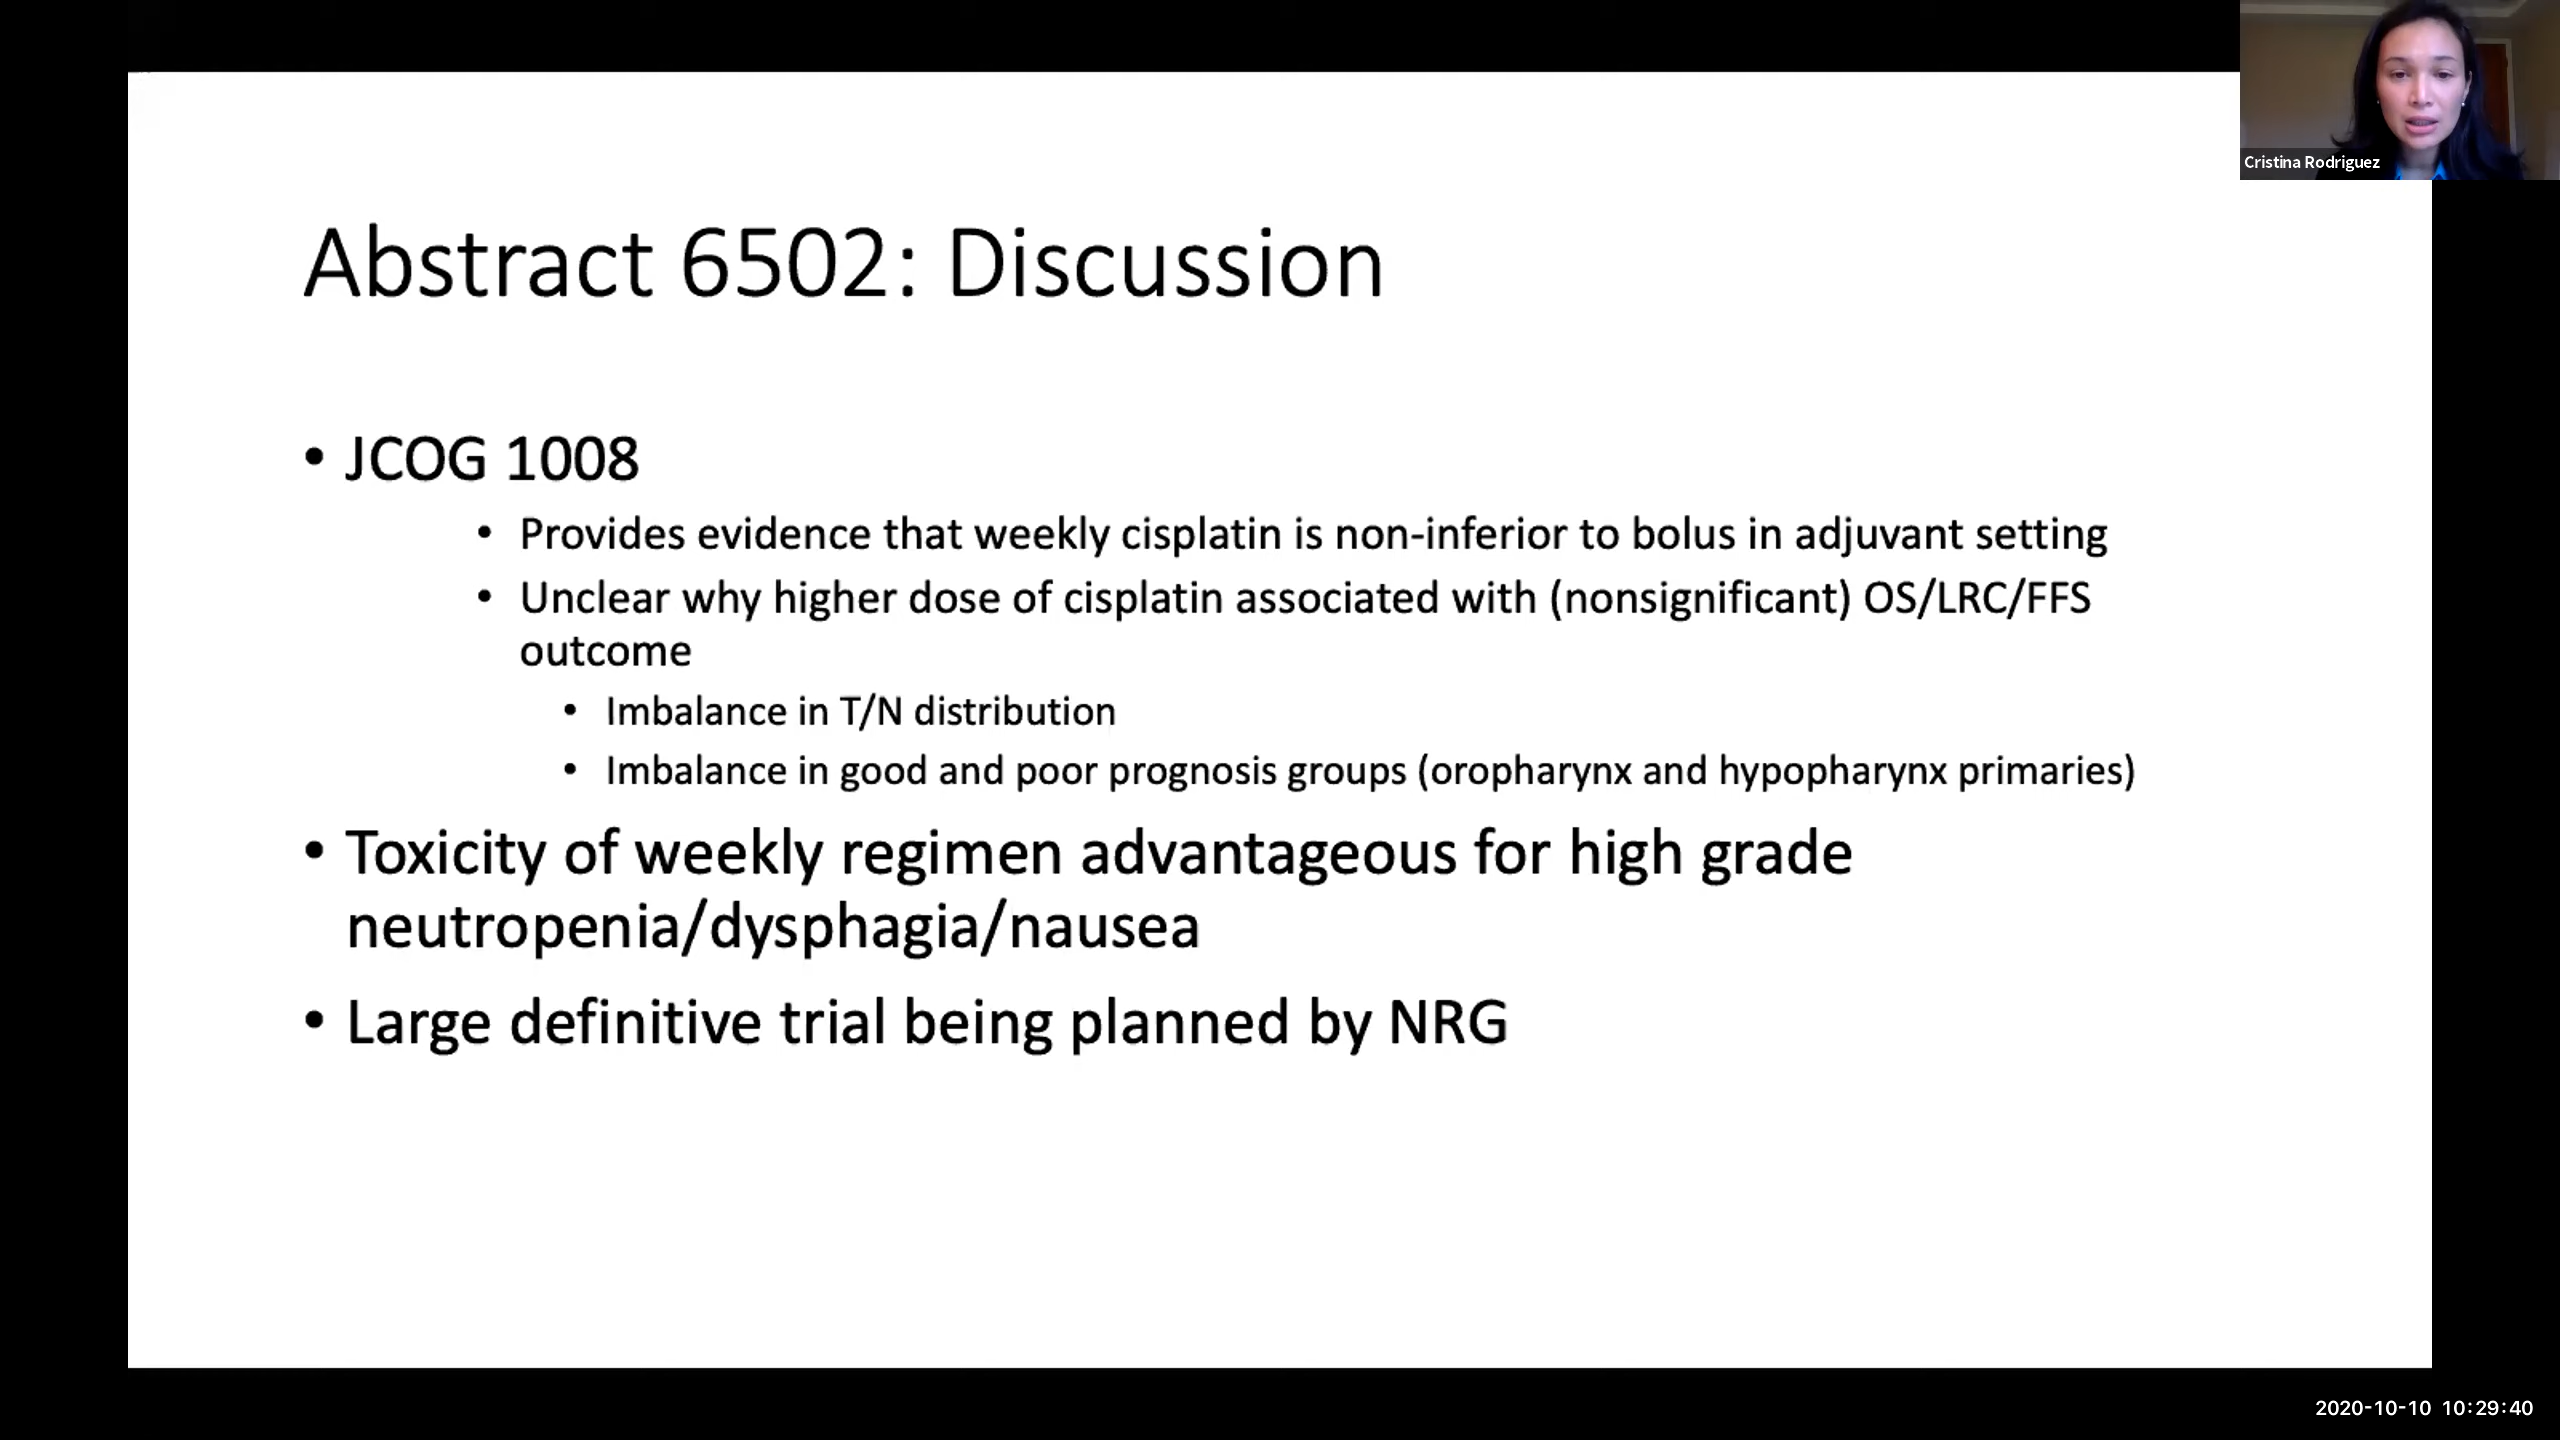 Cristina Rodriguez
Abstract 6502: Discussion
• JCOG 1008
• Provides evidence that weekly cisplatin is non-inferior to bolus in adjuvant setting
• Unclear why higher dose of cisplatin associated with (nonsignificant) OS/LRC/FFS
outcome
• Imbalance in T/N distribution
• Imbalance in good and poor prognosis groups (oropharynx and hypopharynx primaries)
• Toxicity of weekly regimen advantageous for high grade
neutropenia/dysphagia/nausea
• Large definitive trial being planned by NRG
2020-10-10 10:29:40